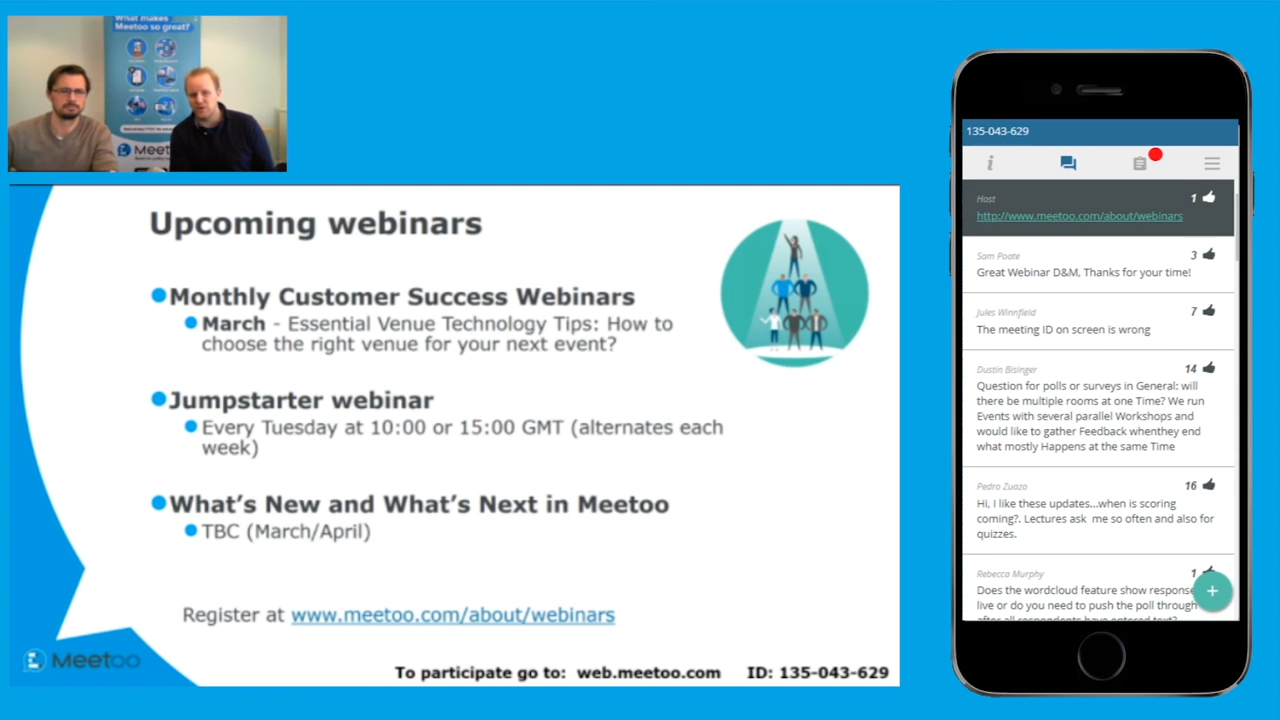 What makes
Meetoo so great?
Meet
Upcoming webinars
Monthly Customer Success Webinars
March - Essential Venue Technology Tips: How to
choose the right venue for your next event?
Jumpstarter webinar
Every Tuesday at 10:00 or 15:00 GMT (alternates each
week)
What's New and What's Next in Meetoo
TBC (March/April)
Register at www.meetoo.com/about/webinars
Meetoo
To participate go to: web.meetoo.com ID: 135-043-629
135-043-629
Host 1
http://www.meetoo.com/about/webinars
Sam Poate 3
Great Webinar D&M, Thanks for your time!
Jules Winnfield 7
The meeting ID on screen is wrong
Dustin Bisinger 14
Question for polls or surveys in General: will
there be multiple rooms at one Time? We run
Events with several parallel Workshops and
would like to gather Feedback whenthey end
what mostly Happens at the same Time
Pedro Zuazo 16
Hi, I like these updates...when is scoring
coming?. Lectures ask me so often and also for
quizzes.
Rebecca Murphy 1
Does the wordcloud feature show response
live or do you need to push the poll through
after all respondents have entered text?